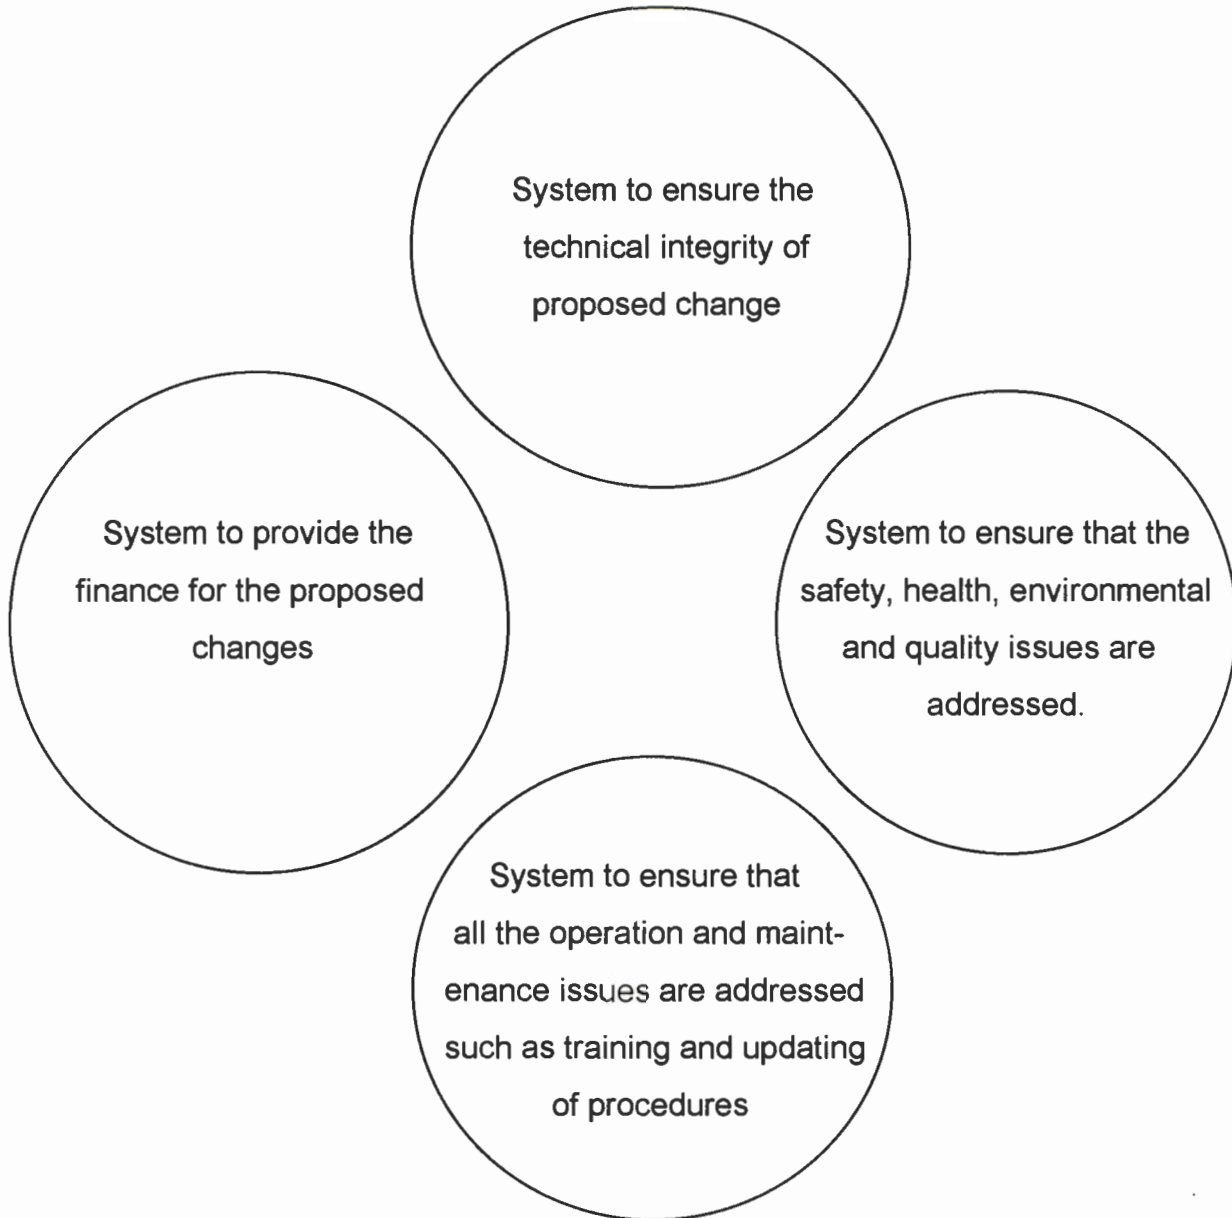 System to ensure the
technical integrity of
proposed change
System to provide the
finance for the proposed
changes
System to ensure that the
safety, health, environmental
and quality issues are
addressed.
System to ensure that
all the operation and maint-
enance issues are addressed
such as training and updating
of procedures